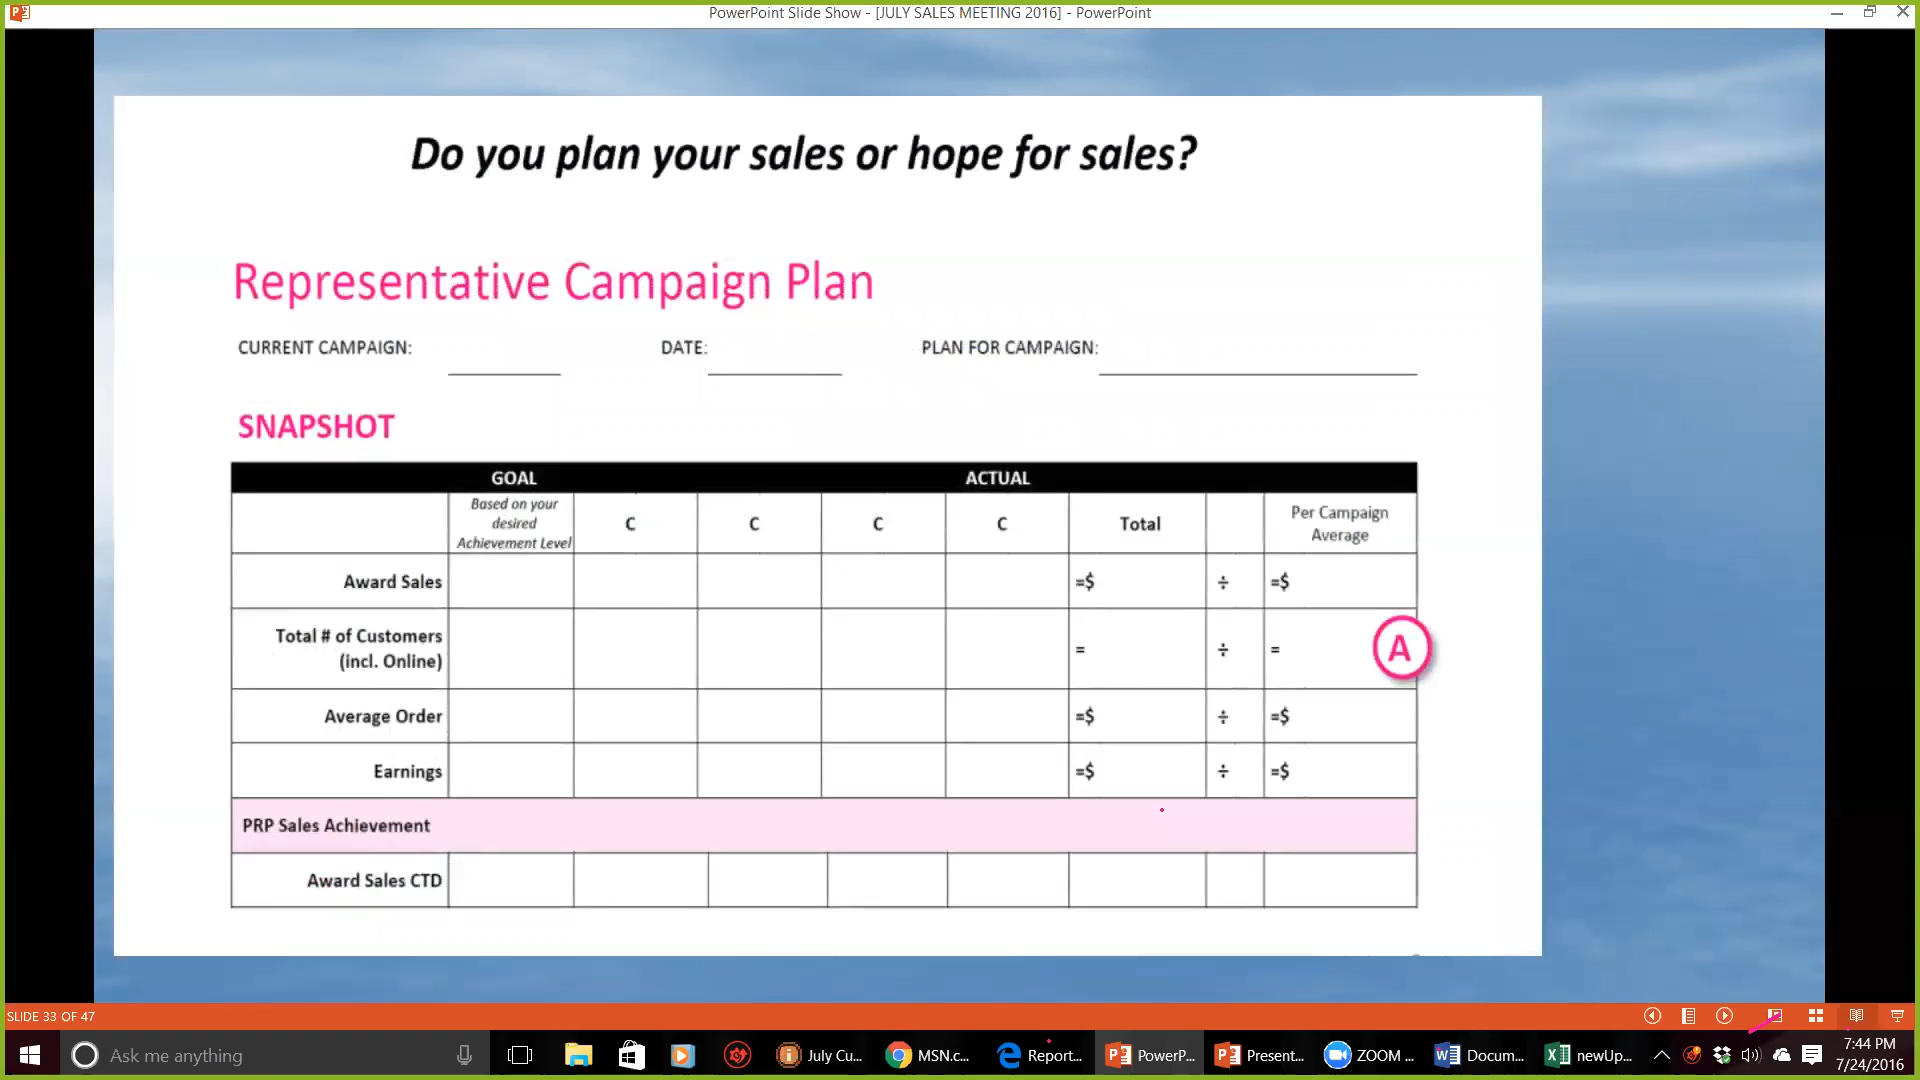 PowerPoint Slide Show - [JULY SALES MEETING 2016] - PowerPoint
Do you plan your sales or hope for sales?
Representative Campaign Plan
CURRENT CAMPAIGN: DATE: PLAN FOR CAMPAIGN:
SNAPSHOT
GOAL ACTUAL
Based on your
desired
Achievement Level
C C C C Total
Per Campaign
Average
Award Sales =$ ÷ =$
Total # of Customers
(incl. Online) = ÷ =
A
Average Order =$ ÷ =$
Earnings =$ ÷ =$
PRP Sales Achievement
Award Sales CTD
SLIDE 33 OF 47
Ask me anything July Cu... MSN.c... Report... PowerP... Present... ZOOM ... Docum... newUp...
7:44 PM
7/24/2016